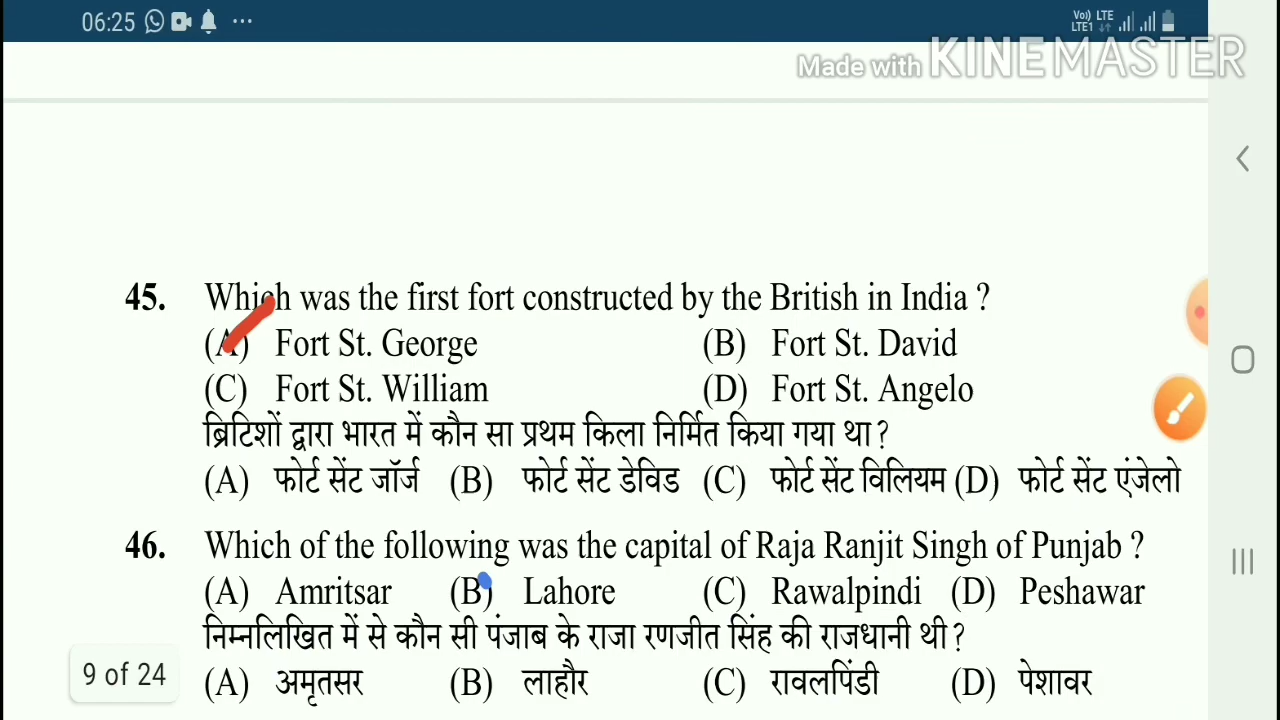 06:25
Vo) LTE
LTE1
Made with KINEMASTER
45. Which was the first fort constructed by the British in India ?
(A) Fort St. George (B) Fort St. David
(C) Fort St. William (D) Fort St. Angelo
ब्रिटिशों द्वारा भारत में कौन सा प्रथम किला निर्मित किया गया था ?
(A) फोर्ट सेंट जॉर्ज (B) फोर्ट सेंट डेविड (C) फोर्ट सेंट विलियम (D) फोर्ट सेंट एंजेलो
46. Which of the following was the capital of Raja Ranjit Singh of Punjab ?
(A) Amritsar (B) Lahore (C) Rawalpindi (D) Peshawar
निम्नलिखित में से कौन सी पंजाब के राजा रणजीत सिंह की राजधानी थी ?
(A) अमृतसर (B) लाहौर (C) रावलपिंडी (D) पेशावर
9 of 24